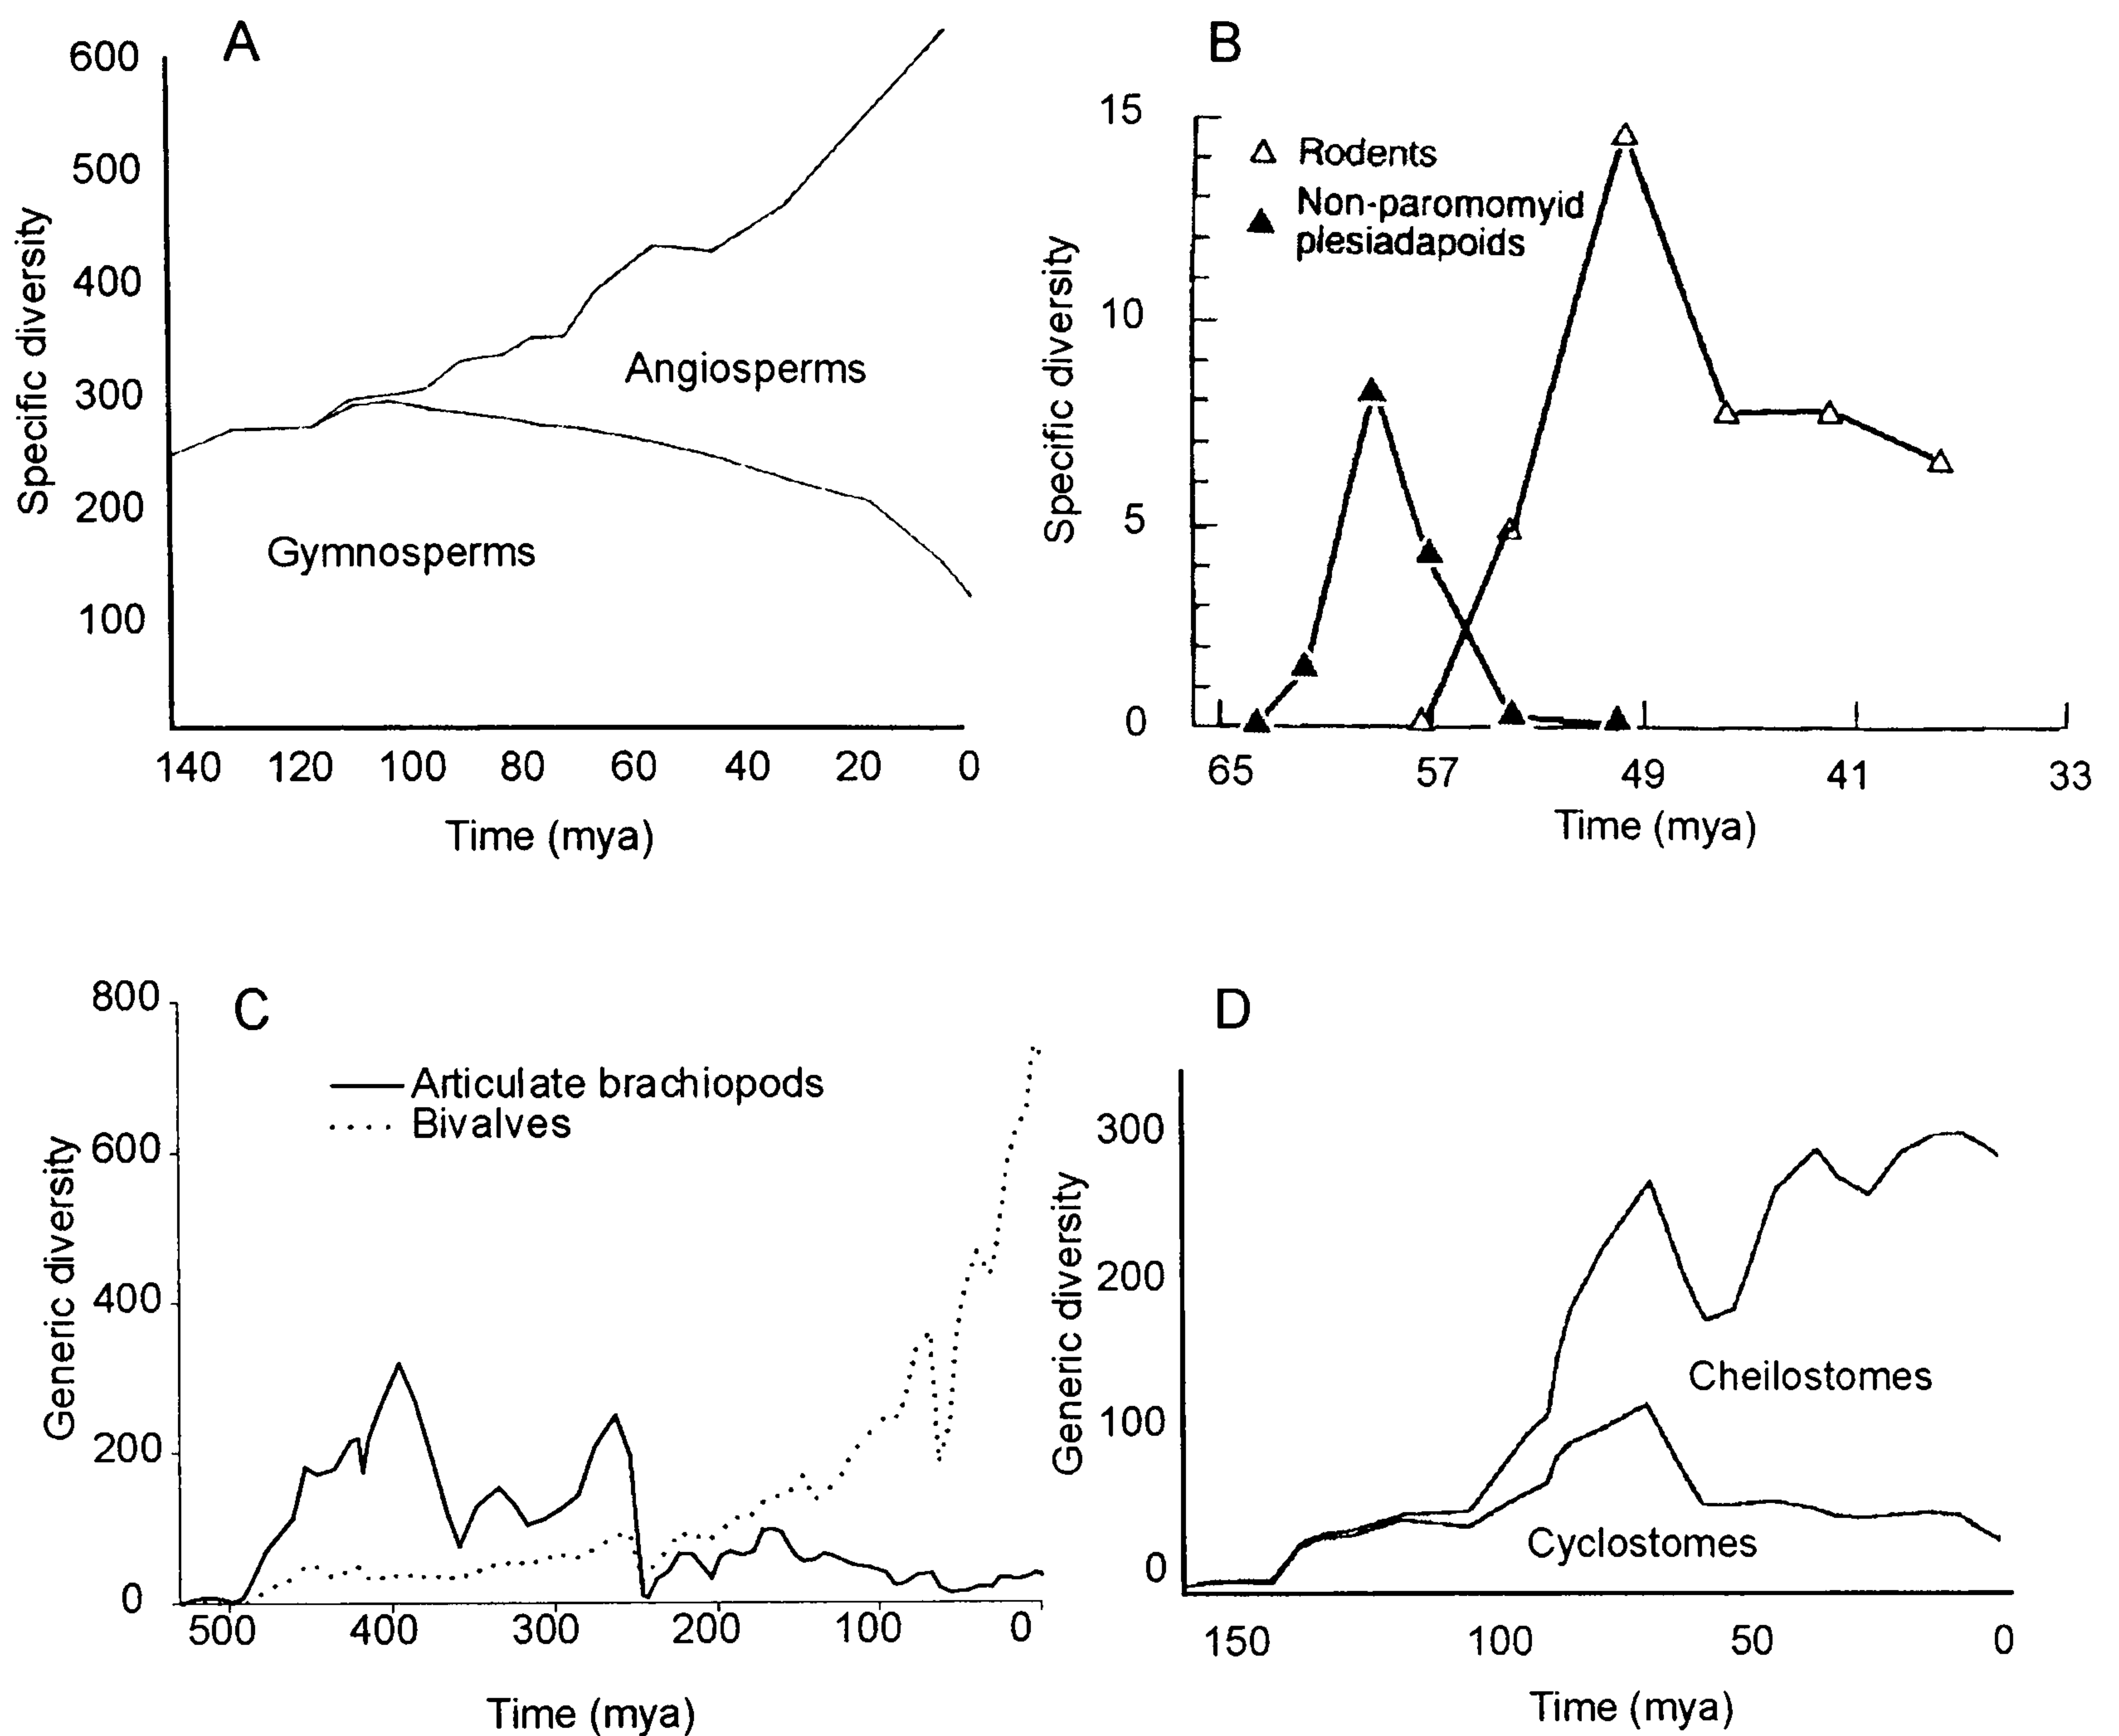 A
600
500
400
300
200
100
Specific diversity
Angiosperms
Gymnosperms
140 120 100 80 60 40 20 0
Time (mya)
B
15
10
5
0
Specific diversity
Rodents
Non-paromomyid
plesiadapoids
65 57 49 41 33
Time (mya)
C
800
600
400
200
0
Generic diversity
Articulate brachiopods
Bivalves
500 400 300 200 100 0
Time (mya)
D
300
200
100
0
Generic diversity
Cheilostomes
Cyclostomes
150 100 50 0
Time (mya)